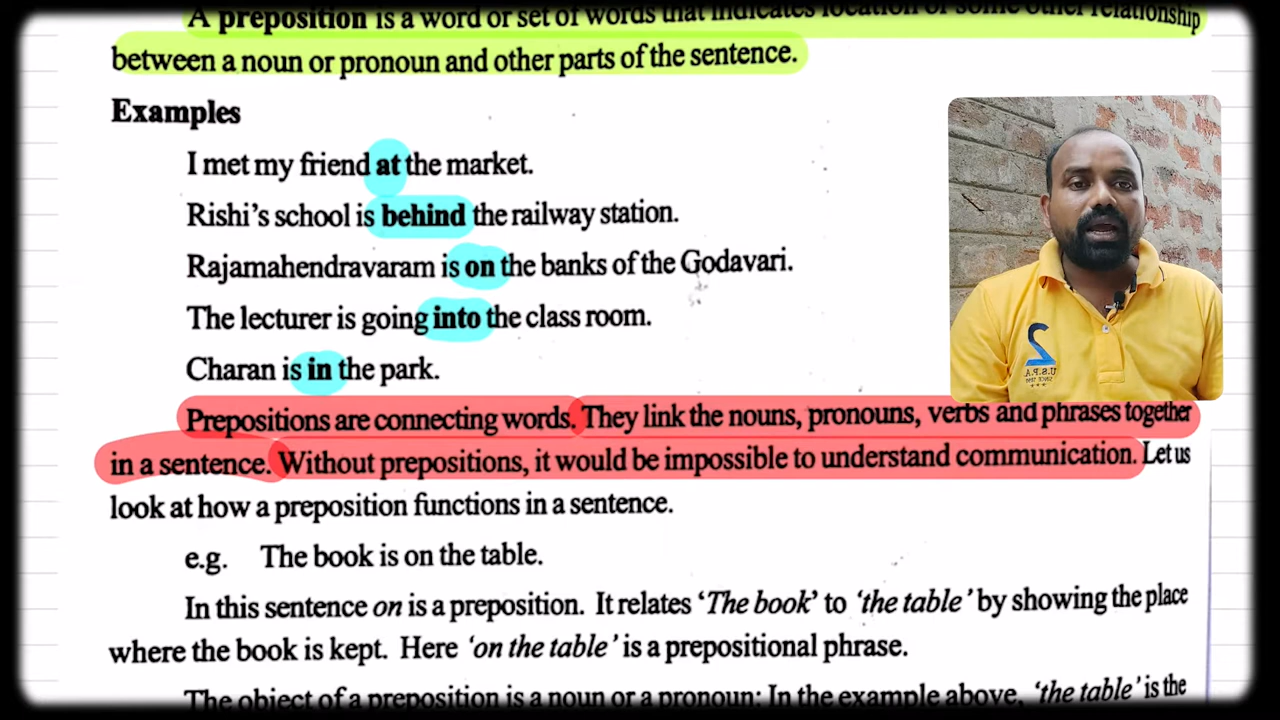 A preposition is a word or set of words that indicates location or some other relationship
between a noun or pronoun and other parts of the sentence.
Examples
I met my friend at the market.
Rishi's school is behind the railway station.
Rajamahendravaram is on the banks of the Godavari.
The lecturer is going into the class room.
Charan is in the park.
Prepositions are connecting words. They link the nouns, pronouns, verbs and phrases together
in a sentence. Without prepositions, it would be impossible to understand communication. Let us
look at how a preposition functions in a sentence.
e.g. The book is on the table.
In this sentence on is a preposition. It relates 'The book' to 'the table' by showing the place
where the book is kept. Here 'on the table' is a prepositional phrase.
The object of a preposition is a noun or a pronoun: In the example above, 'the table' is the
2
U.S.P.A.
SINCE 1890